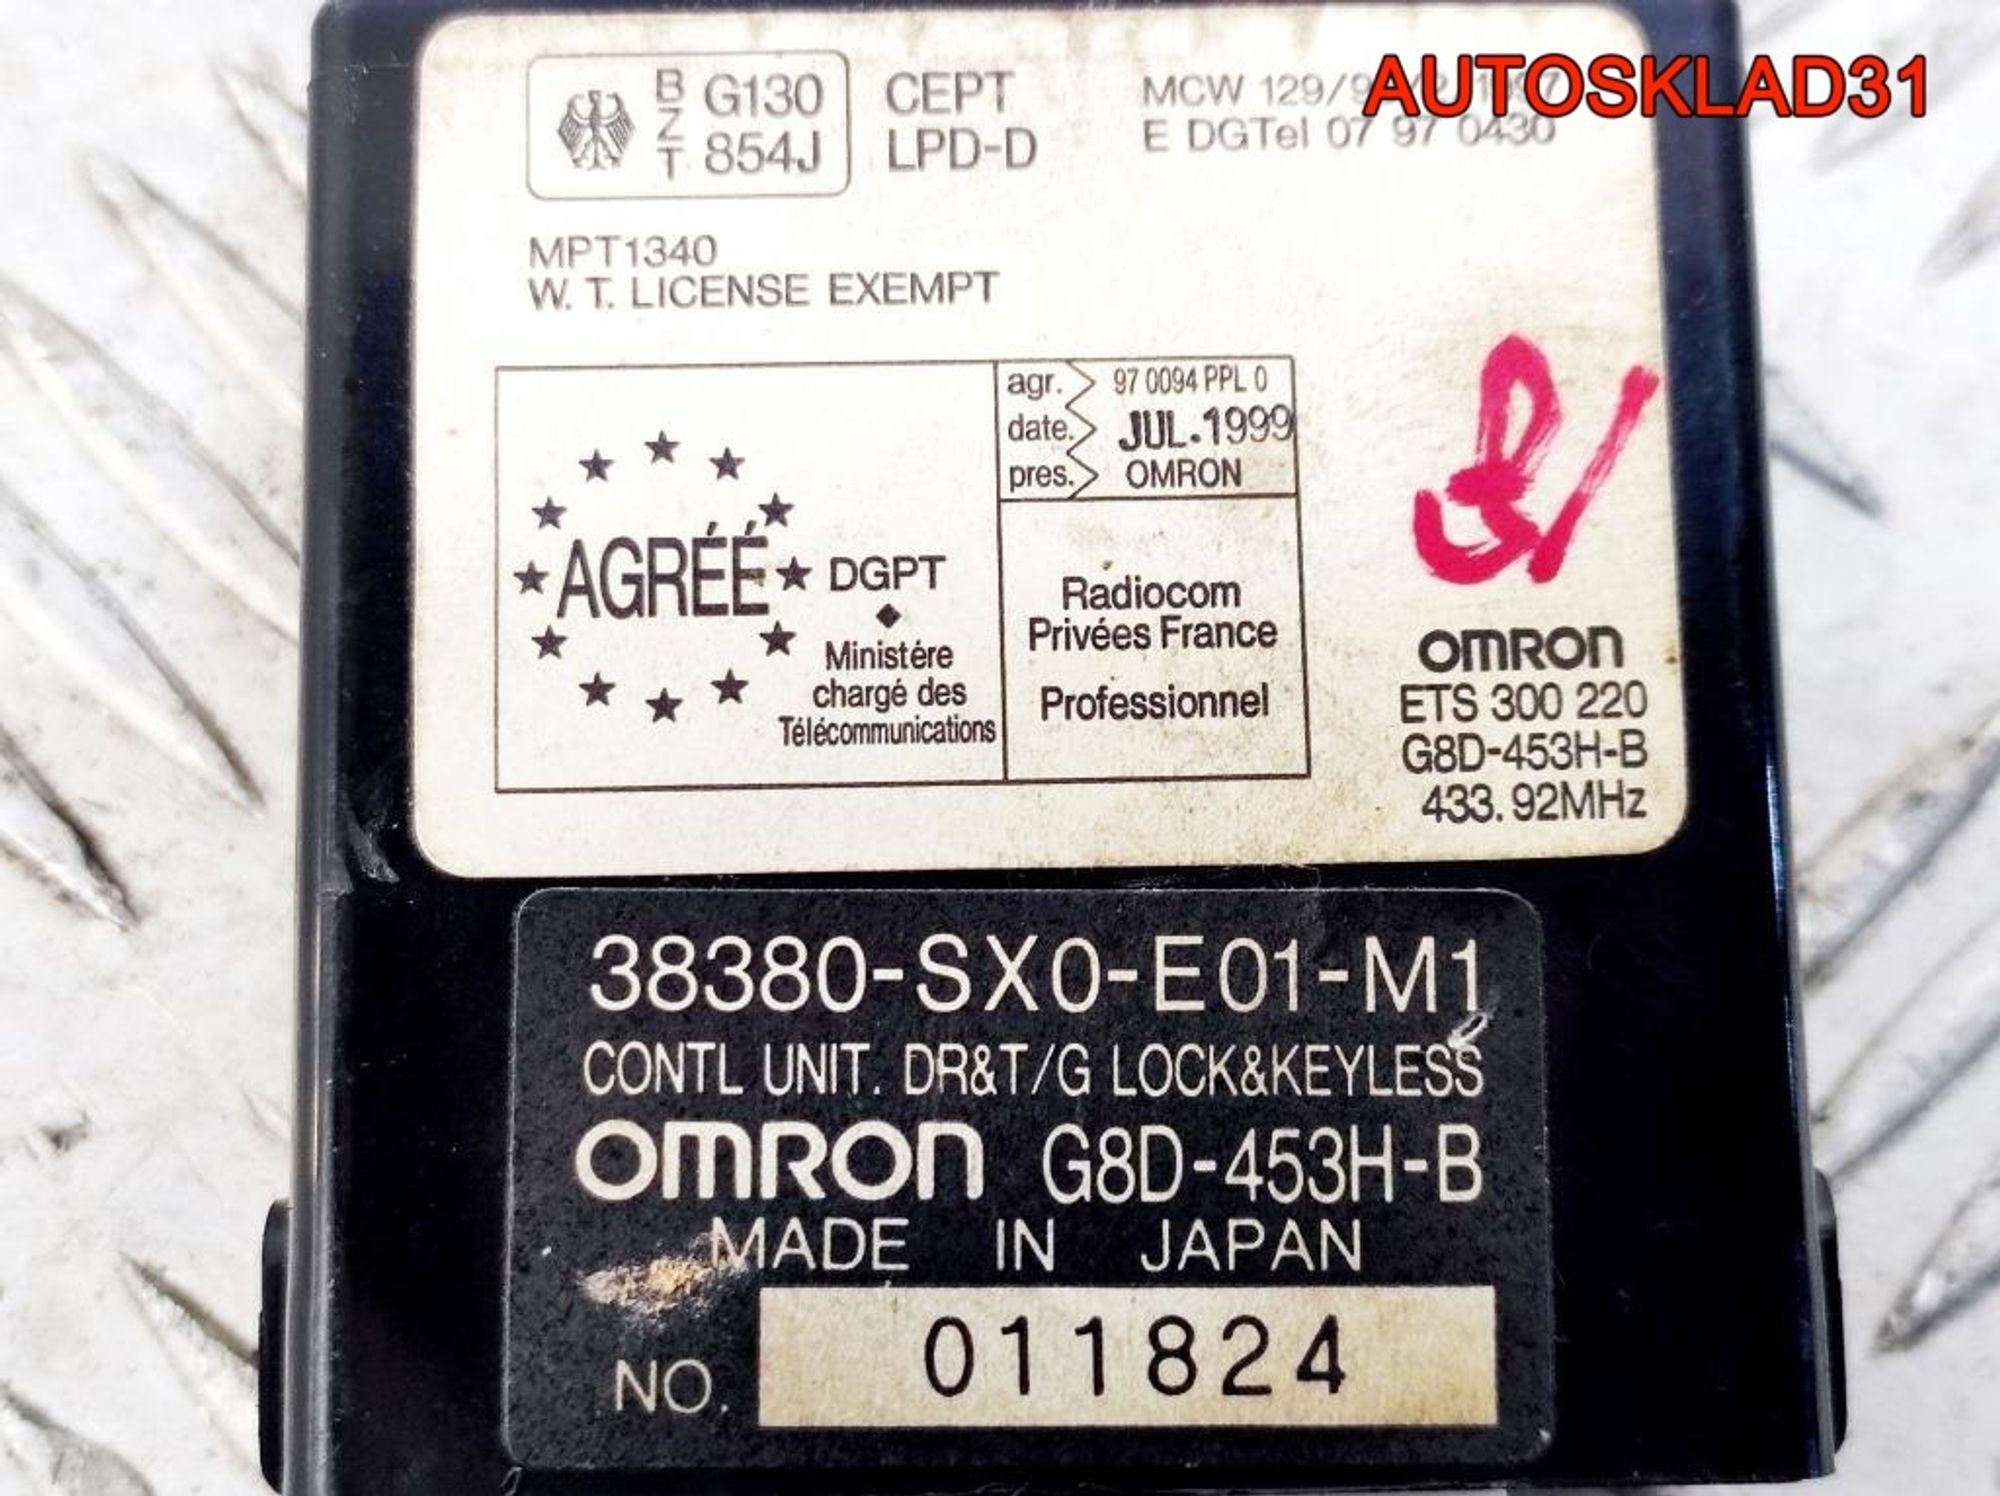 AUTOSKLAD31
BZT G130 854J
CEPT
LPD-D
MCW 129/9
E DGTel 07 97 0430
MPT1340
W. T. LICENSE EXEMPT
AGRÉÉ
DGPT
Ministére
chargé des
Télécommunications
agr. 97 0094 PPL 0
date. JUL.1999
pres. OMRON
Radiocom
Privées France
Professionnel
OMRON
ETS 300 220
G8D-453H-B
433.92MHz
38380-SX0-E01-M1
CONTL UNIT. DR&T/G LOCK&KEYLESS
OMRON G8D-453H-B
MADE IN JAPAN
NO. 011824